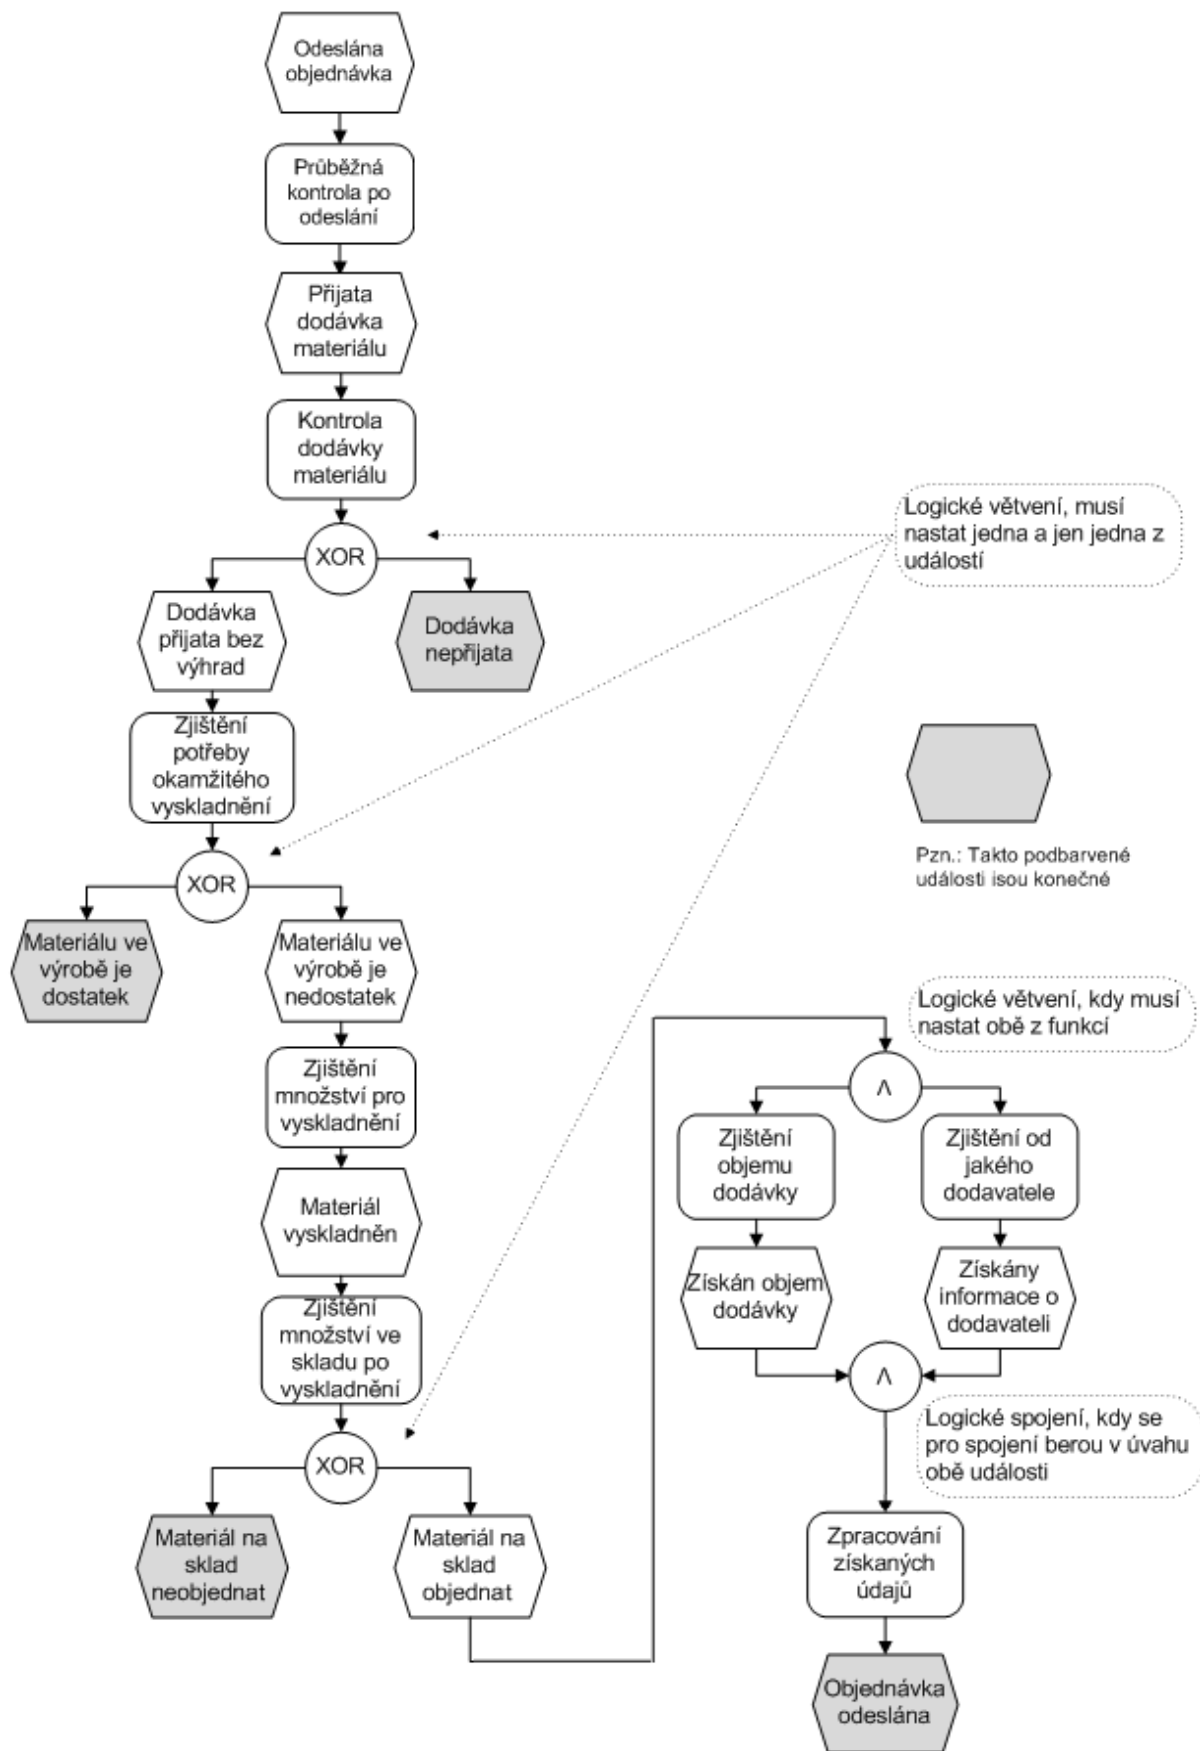 Odeslána
objednávka
Průběžná
kontrola po
odeslání
Přijata
dodávka
materiálu
Kontrola
dodávky
materiálu
Logické větvení, musí
nastat jedna a jen jedna z
událostí
XOR
Dodávka
přijata bez
výhrad
Dodávka
nepřijata
Zjištění
potřeby
okamžitého
vyskladnění
Pzn.: Takto podbarvené
události isou konečné
XOR
Materiálu ve
výrobě je
dostatek
Materiálu ve
výrobě je
nedostatek
Logické větvení, kdy musí
nastat obě z funkcí
Zjištění
množství pro
vyskladnění
Λ
Zjištění
objemu
dodávky
Zjištění od
jakého
dodavatele
Materiál
vyskladněn
Získán objem
dodávky
Získány
informace o
dodavateli
Zjištění
množství ve
skladu po
vyskladnění
Λ
Logické spojení, kdy se
pro spojení berou v úvahu
obě události
XOR
Materiál na
sklad
neobjednat
Materiál na
sklad
objednat
Zpracování
získaných
údajů
Objednávka
odeslána